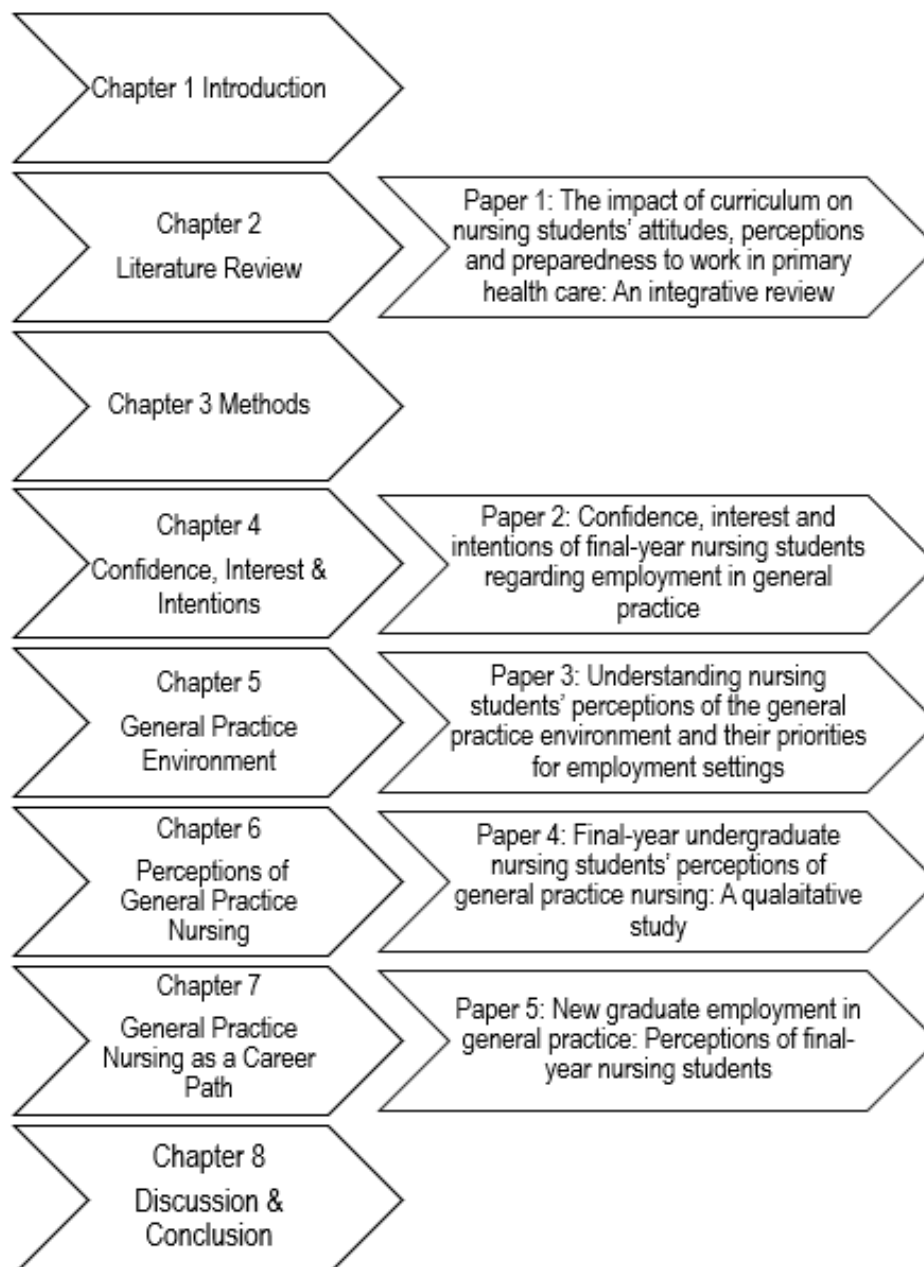 Chapter 1 Introduction
Chapter 2
Literature Review
Paper 1: The impact of curriculum on
nursing students’ attitudes, perceptions
and preparedness to work in primary
health care: An integrative review
Chapter 3 Methods
Chapter 4
Confidence, Interest &
Intentions
Paper 2: Confidence, interest and
intentions of final-year nursing students
regarding employment in general
practice
Chapter 5
General Practice
Environment
Paper 3: Understanding nursing
students’ perceptions of the general
practice environment and their priorities
for employment settings
Chapter 6
Perceptions of
General Practice
Nursing
Paper 4: Final-year undergraduate
nursing students’ perceptions of
general practice nursing: A qualaitative
study
Chapter 7
General Practice
Nursing as a Career
Path
Paper 5: New graduate employment in
general practice: Perceptions of final-
year nursing students
Chapter 8
Discussion &
Conclusion